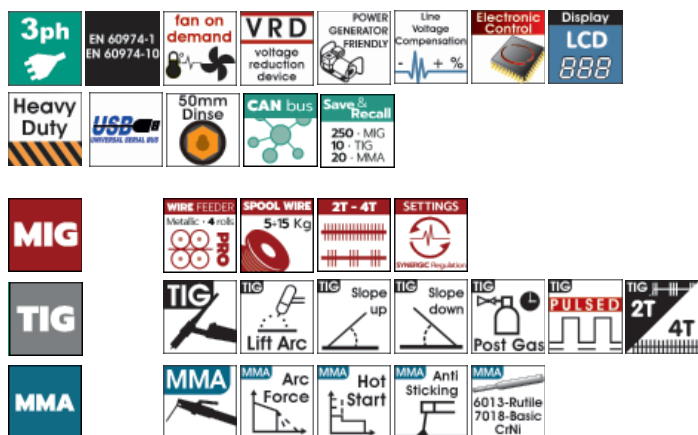 3ph
EN 60974-1
EN 60974-10
fan on
demand
VRD
voltage
reduction
device
POWER
GENERATOR
FRIENDLY
Line
Voltage
Compensation
- + %
Electronic
Control
Display
LCD
888
Heavy
Duty
USB
UNIVERSAL SERIAL BUS
50mm
Dinse
CAN bus
Save &
Recall
250 · MIG
10 · TIG
20 · MMA
MIG
WIRE FEEDER
Metallic · 4 rolls
PRO
SPOOL WIRE
5÷15 Kg
2T - 4T
SETTINGS
SYNERGIC Regulation
TIG
TIG
TIG
Lift Arc
TIG
Slope
up
TIG
Slope
down
TIG
Post Gas
TIG
PULSED
TIG
2T
4T
MMA
MMA
MMA
Arc
Force
MMA
Hot
Start
MMA
Anti
Sticking
MMA
6013-Rutile
7018-Basic
CrNi